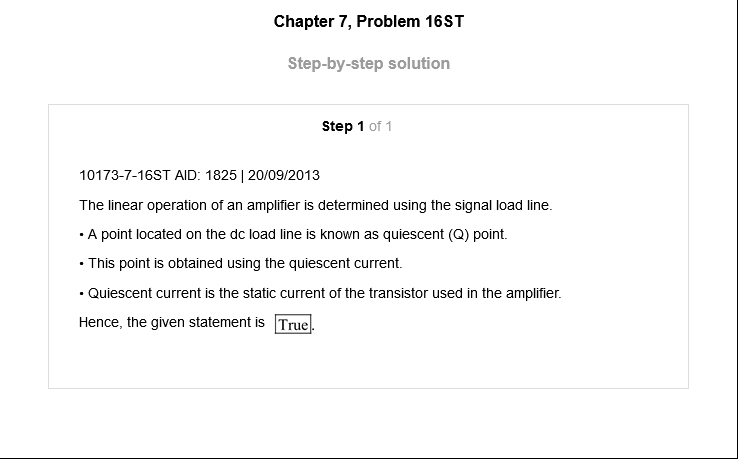 Chapter 7, Problem 16ST
Step-by-step solution
Step 1 of 1
10173-7-16ST AID: 1825 | 20/09/2013
The linear operation of an amplifier is determined using the signal load line.
• A point located on the dc load line is known as quiescent (Q) point.
• This point is obtained using the quiescent current.
• Quiescent current is the static current of the transistor used in the amplifier.
Hence, the given statement is True.